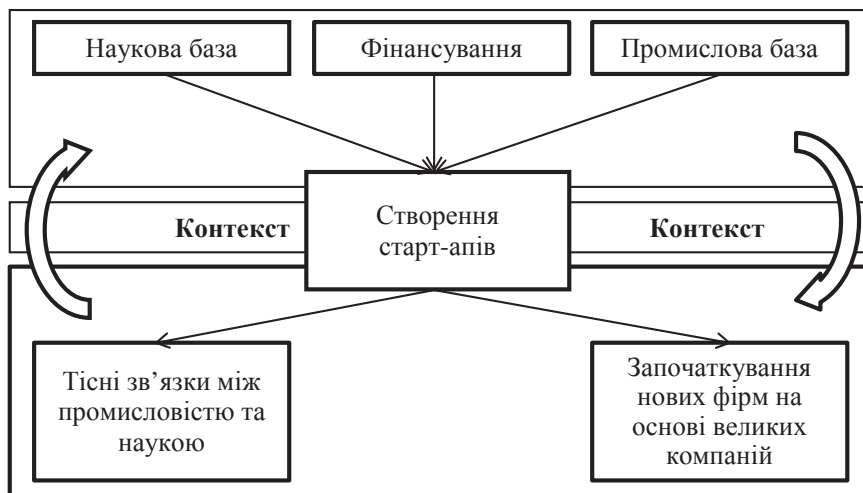 Наукова база
Фінансування
Промислова база
Створення
старт-апів
Контекст
Контекст
Тісні зв’язки між
промисловістю та
наукою
Започаткування
нових фірм на
основі великих
компаній